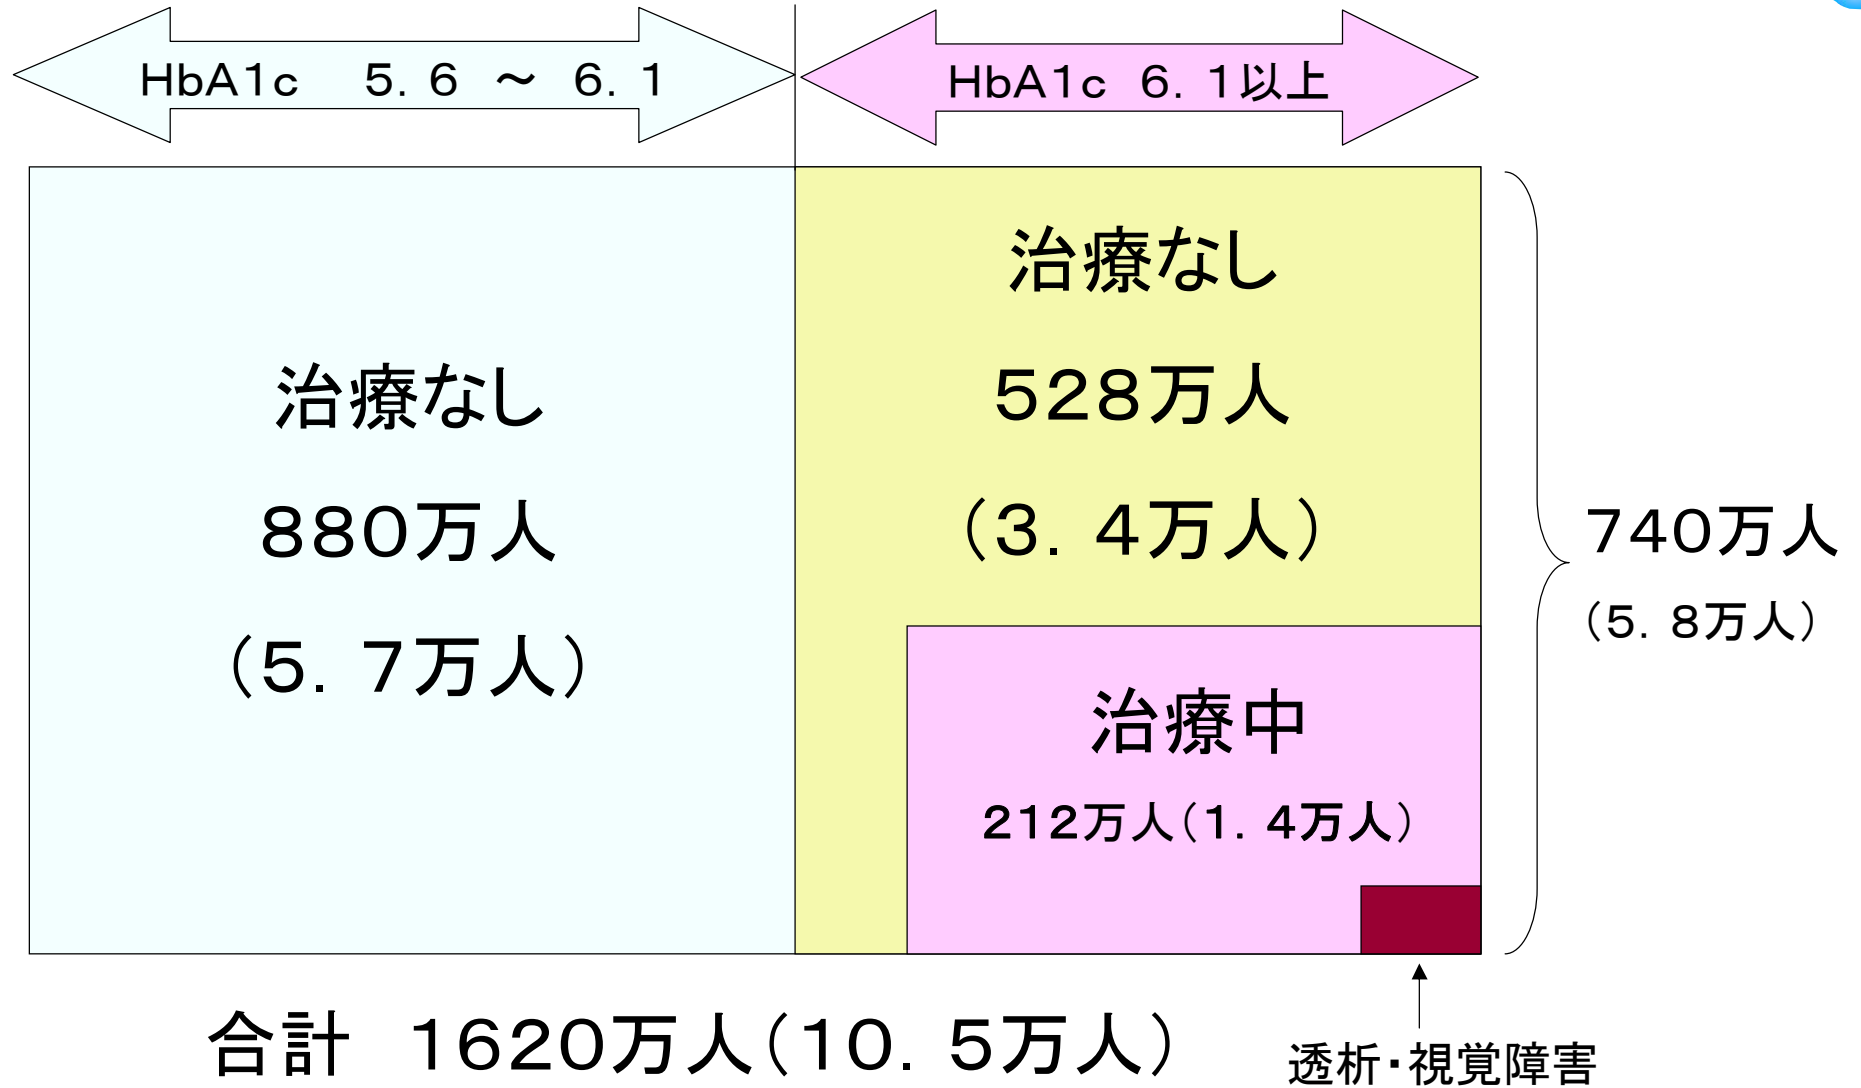 HbA1c　5．6　～　6．1
HbA1c　6．1以上
治療なし
880万人
（5．7万人）
治療なし
528万人
（3．4万人）
治療中
212万人（1．4万人）
740万人
（5．8万人）
合計　1620万人（10．5万人）
透析・視覚障害